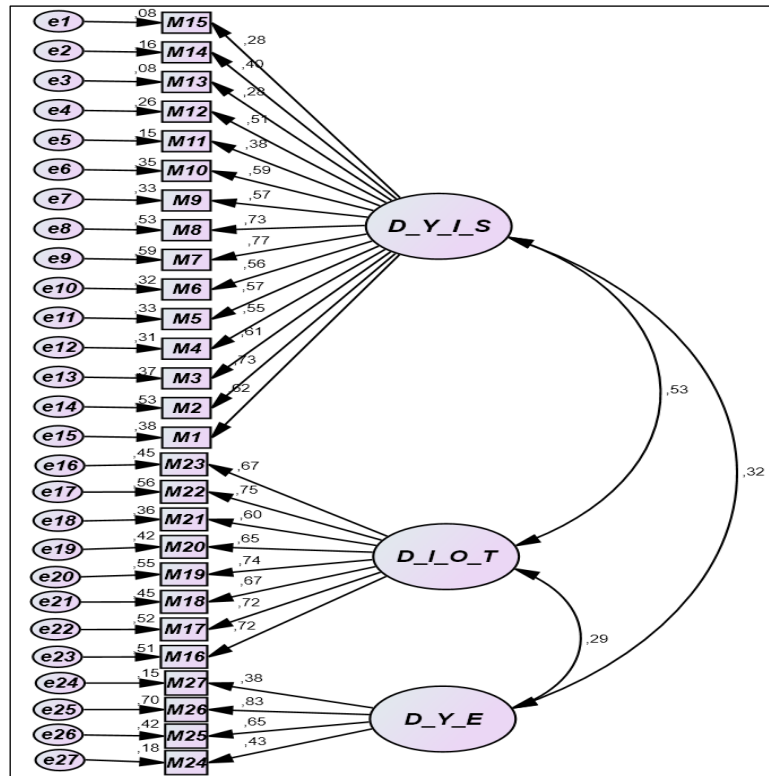 e1 ,08 M15 ,28
e2 ,16 M14 ,40
e3 ,08 M13 ,28
e4 ,26 M12 ,51
e5 ,15 M11 ,38
e6 ,35 M10 ,59
e7 ,33 M9 ,57
e8 ,53 M8 ,73 D_Y_I_S
e9 ,59 M7 ,77
e10 ,32 M6 ,56
e11 ,33 M5 ,57
e12 ,31 M4 ,55
e13 ,37 M3 ,61
e14 ,53 M2 ,73 ,53
e15 ,38 M1 ,62
e16 ,45 M23 ,67 ,32
e17 ,56 M22 ,75
e18 ,36 M21 ,60
e19 ,42 M20 ,65 D_I_O_T
e20 ,55 M19 ,74
e21 ,45 M18 ,67
e22 ,52 M17 ,72 ,29
e23 ,51 M16 ,72
e24 ,15 M27 ,38
e25 ,70 M26 ,83 D_Y_E
e26 ,42 M25 ,65
e27 ,18 M24 ,43